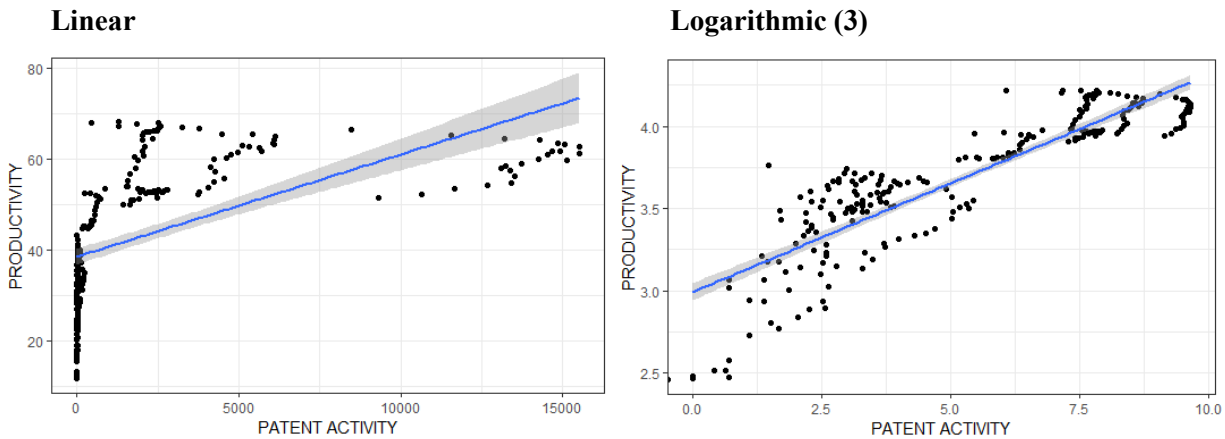 Linear
Logarithmic (3)
80
60
40
20
PRODUCTIVITY
0
5000
10000
15000
PATENT ACTIVITY
4.0
3.5
3.0
2.5
PRODUCTIVITY
0.0
2.5
5.0
7.5
10.0
PATENT ACTIVITY